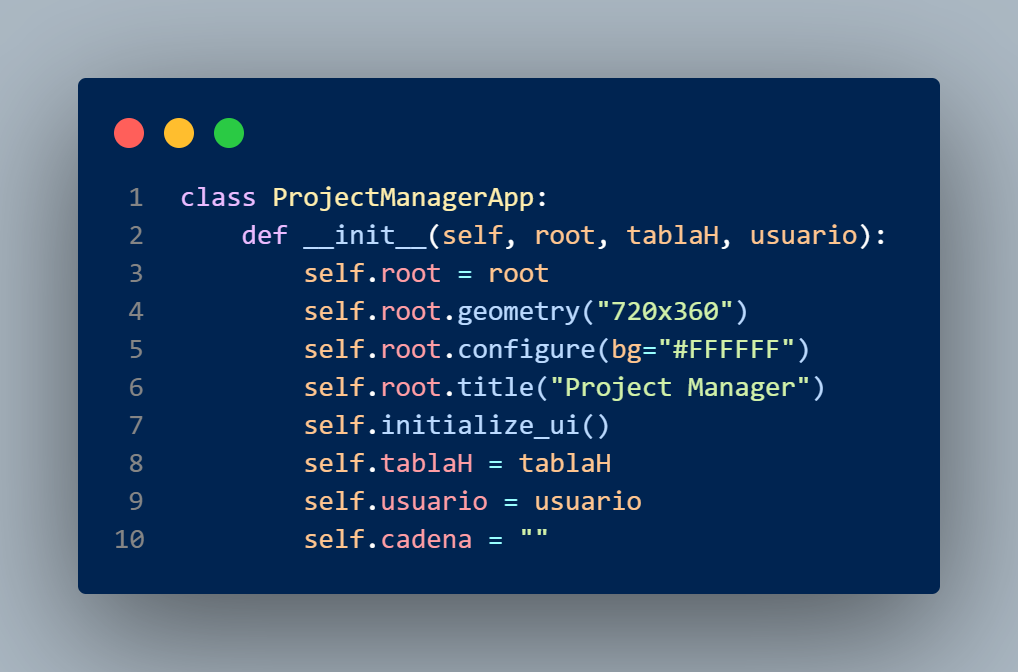 1 class ProjectManagerApp:
2     def __init__(self, root, tablaH, usuario):
3         self.root = root
4         self.root.geometry("720x360")
5         self.root.configure(bg="#FFFFFF")
6         self.root.title("Project Manager")
7         self.initialize_ui()
8         self.tablaH = tablaH
9         self.usuario = usuario
10         self.cadena = ""